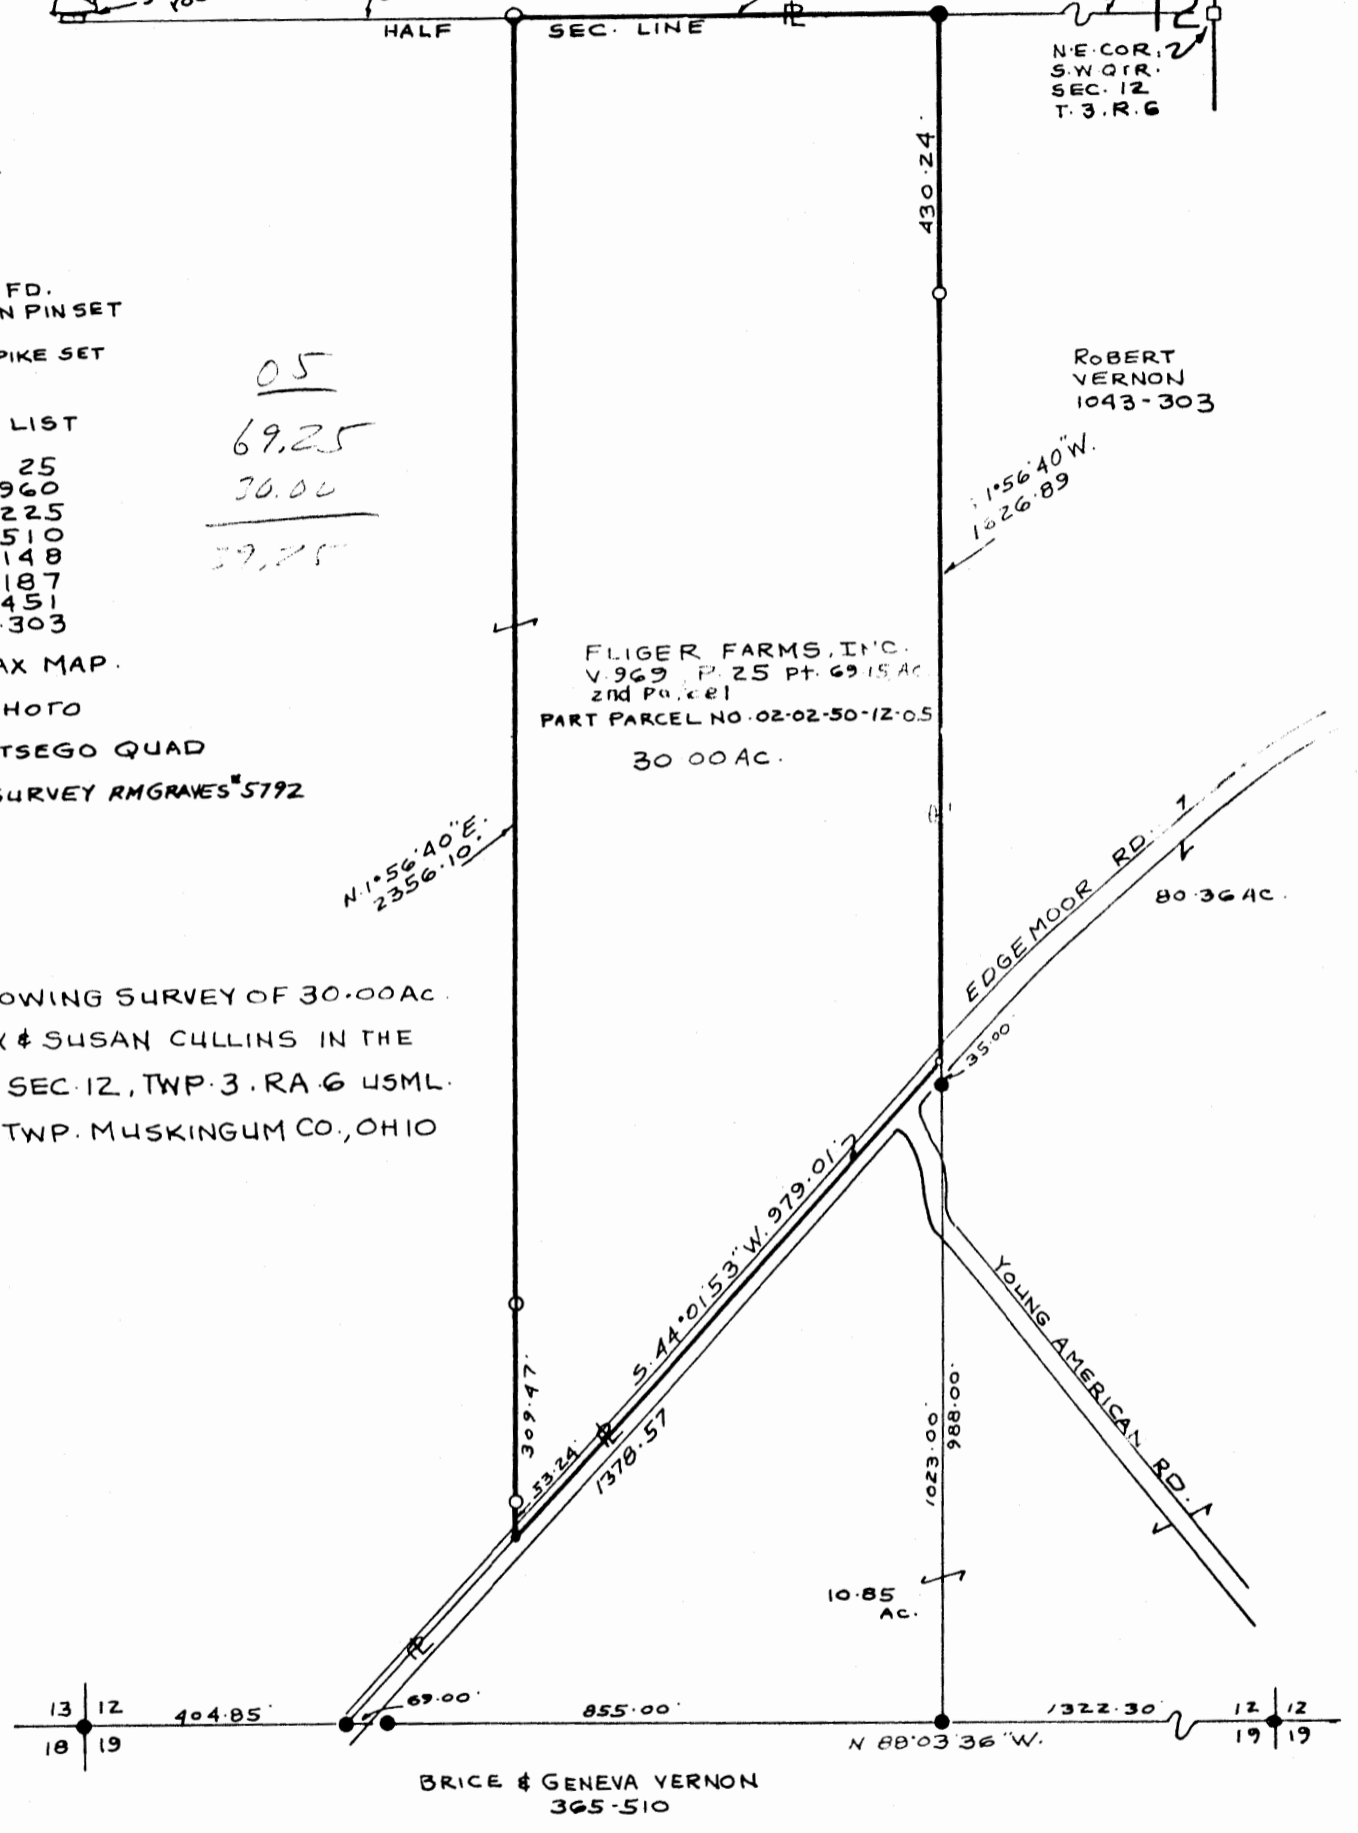 HALF SEC. LINE
N.E. COR.
S.W QTR.
SEC. 12
T. 3. R. 6
430.24'
FD.
N PIN SET
PIKE SET
05
69.25
30.00
39.25
LIST
25
960
225
510
148
187
451
303
AX MAP.
HOTO
TSEGO QUAD
SURVEY RMGRAVES #5792
ROBERT
VERNON
1043-303
1°56'40"W.
26.89
FLIGER FARMS, INC.
V. 969 P. 25 Pt. 69.15 AC.
2nd Parcel
PART PARCEL NO. 02-02-50-12-05
30.00 AC.
N.1°56'40"E.
2356.10'
EDGEMOOR RD.
80.36 AC.
35.00'
OWING SURVEY OF 30.00 AC.
& SUSAN CULLINS IN THE
SEC. 12, TWP. 3. RA. 6 USML.
TWP. MUSKINGUM CO., OHIO
S. 44°01'53"W. 979.01'
309.47'
53.24'
1378.57
1023.00'
988.00'
YOUNG AMERICAN RD.
10.85
AC.
13 12
18 19
404.85'
69.00'
855.00'
1322.30'
12 12
19 19
N 88°03'36"W.
BRICE & GENEVA VERNON
365-510